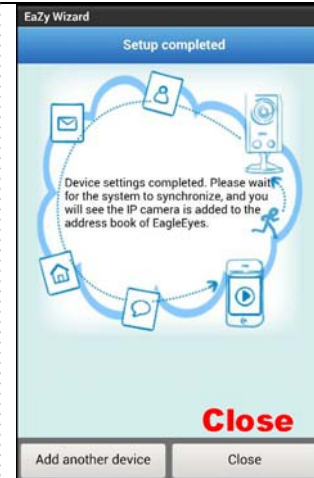 EaZy Wizard
Setup completed
Device settings completed. Please wait
for the system to synchronize, and you
will see the IP camera is added to the
address book of EagleEyes.
Close
Add another device
Close